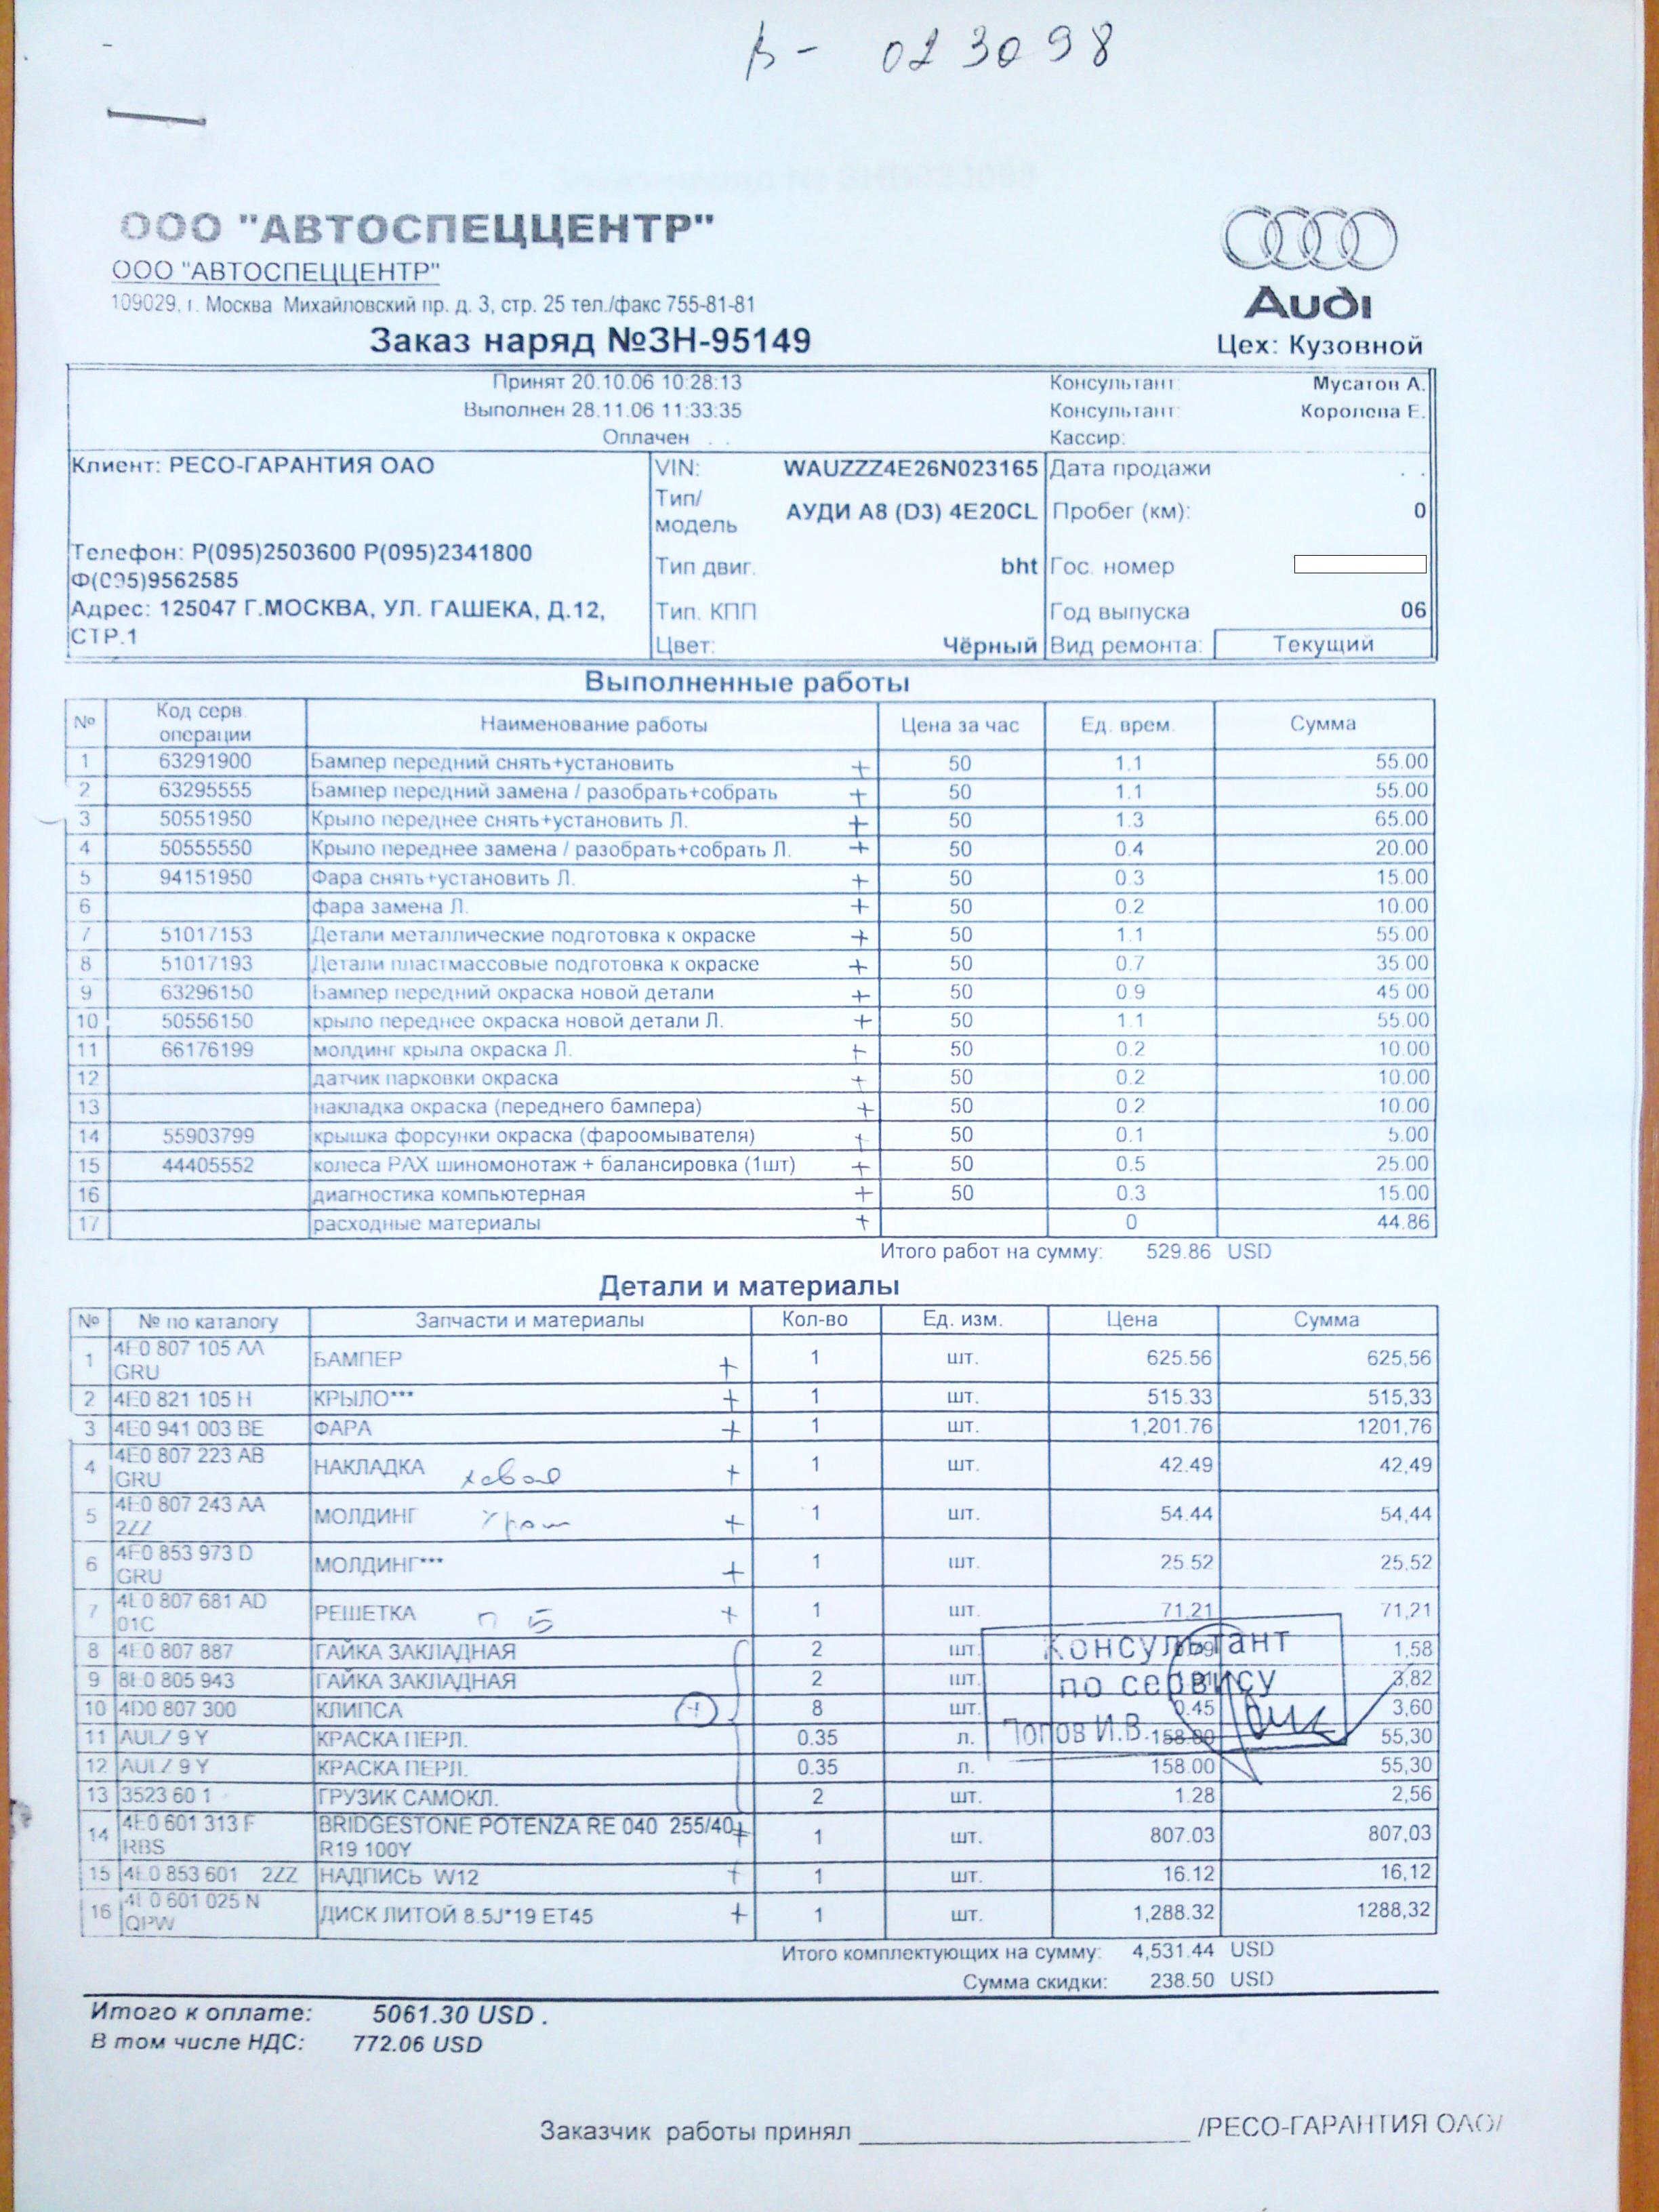 В- 023098
ООО "АВТОСПЕЦЦЕНТР"
ООО "АВТОСПЕЦЦЕНТР"
109029, г. Москва Михайловский пр. д. 3, стр. 25 тел./факс 755-81-81
Audi
Заказ наряд №ЗН-95149
Цех: Кузовной
Принят 20.10.06 10:28:13 Консультант: Мусатов А.
Выполнен 28.11.06 11:33:35 Консультант: Королева Е.
Оплачен . . Кассир:
Клиент: РЕСО-ГАРАНТИЯ ОАО
Телефон: Р(095)2503600 Р(095)2341800
Ф(095)9562585
Адрес: 125047 Г.МОСКВА, УЛ. ГАШЕКА, Д.12,
СТР.1
VIN: WAUZZZ4E26N023165
Тип/
модель АУДИ А8 (D3) 4E20CL
Тип двиг. bht
Тип. КПП
Цвет: Чёрный
Дата продажи . .
Пробег (км): 0
Гос. номер
Год выпуска 06
Вид ремонта: Текущий
Выполненные работы
№ Код серв. операции Наименование работы Цена за час Ед. врем. Сумма
1 63291900 Бампер передний снять+установить + 50 1.1 55.00
2 63295555 Бампер передний замена / разобрать+собрать + 50 1.1 55.00
3 50551950 Крыло переднее снять+установить Л. + 50 1.3 65.00
4 50555550 Крыло переднее замена / разобрать+собрать Л. + 50 0.4 20.00
5 94151950 Фара снять+установить Л. + 50 0.3 15.00
6 фара замена Л. + 50 0.2 10.00
7 51017153 Детали металлические подготовка к окраске + 50 1.1 55.00
8 51017193 Детали пластмассовые подготовка к окраске + 50 0.7 35.00
9 63296150 Бампер передний окраска новой детали + 50 0.9 45.00
10 50556150 крыло переднее окраска новой детали Л. + 50 1.1 55.00
11 66176199 молдинг крыла окраска Л. + 50 0.2 10.00
12 датчик парковки окраска + 50 0.2 10.00
13 накладка окраска (переднего бампера) + 50 0.2 10.00
14 55903799 крышка форсунки окраска (фароомывателя) + 50 0.1 5.00
15 44405552 колеса PAX шиномонотаж + балансировка (1шт) + 50 0.5 25.00
16 диагностика компьютерная + 50 0.3 15.00
17 расходные материалы + 0 44.86
Итого работ на сумму: 529.86 USD
Детали и материалы
№ № по каталогу Запчасти и материалы Кол-во Ед. изм. Цена Сумма
1 4E0 807 105 AA GRU БАМПЕР + 1 шт. 625.56 625,56
2 4E0 821 105 H КРЫЛО*** + 1 шт. 515.33 515,33
3 4E0 941 003 BE ФАРА + 1 шт. 1,201.76 1201,76
4 4E0 807 223 AB GRU НАКЛАДКА + 1 шт. 42.49 42,49
5 4E0 807 243 AA 2ZZ МОЛДИНГ + 1 шт. 54.44 54,44
6 4E0 853 973 D GRU МОЛДИНГ*** + 1 шт. 25.52 25,52
7 4E0 807 681 AD 01C РЕШЕТКА П Б + 1 шт. 71.21 71,21
8 4E0 807 887 ГАЙКА ЗАКЛАДНАЯ 2 шт. 1,58
9 8E0 805 943 ГАЙКА ЗАКЛАДНАЯ 2 шт. 3,82
10 4D0 807 300 КЛИПСА 8 шт. 0.45 3,60
11 AUL7 9 Y КРАСКА ПЕРЛ. 0.35 л. 158.00 55,30
12 AUL7 9 Y КРАСКА ПЕРЛ. 0.35 л. 158.00 55,30
13 3523 60 1 ГРУЗИК САМОКЛ. 2 шт. 1.28 2,56
14 4E0 601 313 F RBS BRIDGESTONE POTENZA RE 040 255/40 R19 100Y + 1 шт. 807.03 807,03
15 4E0 853 601 2ZZ НАДПИСЬ W12 + 1 шт. 16.12 16,12
16 4E0 601 025 N QPW ДИСК ЛИТОЙ 8.5J*19 ET45 + 1 шт. 1,288.32 1288,32
Консультант
по сервису
Попов И.В.
Итого комплектующих на сумму: 4,531.44 USD
Сумма скидки: 238.50 USD
Итого к оплате: 5061.30 USD .
В том числе НДС: 772.06 USD
Заказчик работы принял /РЕСО-ГАРАНТИЯ ОАО/